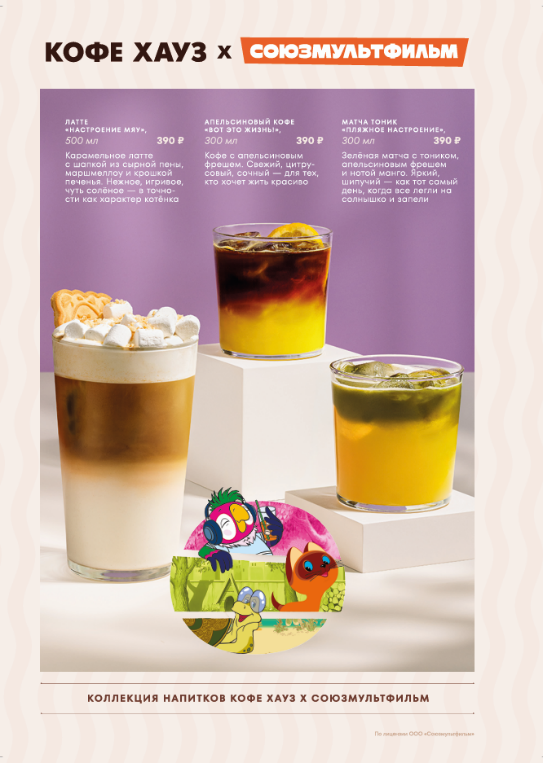 КОФЕ ХАУЗ х СОЮЗМУЛЬТФИЛЬМ
ЛАТТЕ
«НАСТРОЕНИЕ МЯУ»,
500 мл 390 ₽
Карамельное латте
с шапкой из сырной пены,
маршмеллоу и крошкой
печенья. Нежное, игривое,
чуть солёное — в точно-
сти как характер котёнка
АПЕЛЬСИНОВЫЙ КОФЕ
«ВОТ ЭТО ЖИЗНЬ!»,
300 мл 390 ₽
Кофе с апельсиновым
фрешем. Свежий, цитру-
совый, сочный — для тех,
кто хочет жить красиво
МАТЧА ТОНИК
«ПЛЯЖНОЕ НАСТРОЕНИЕ»,
300 мл 390 ₽
Зелёная матча с тоником,
апельсиновым фрешем
и нотой манго. Яркий,
шипучий — как тот самый
день, когда все легли на
солнышко и запели
КОЛЛЕКЦИЯ НАПИТКОВ КОФЕ ХАУЗ Х СОЮЗМУЛЬТФИЛЬМ
По лицензии ООО «Союзмультфильм»